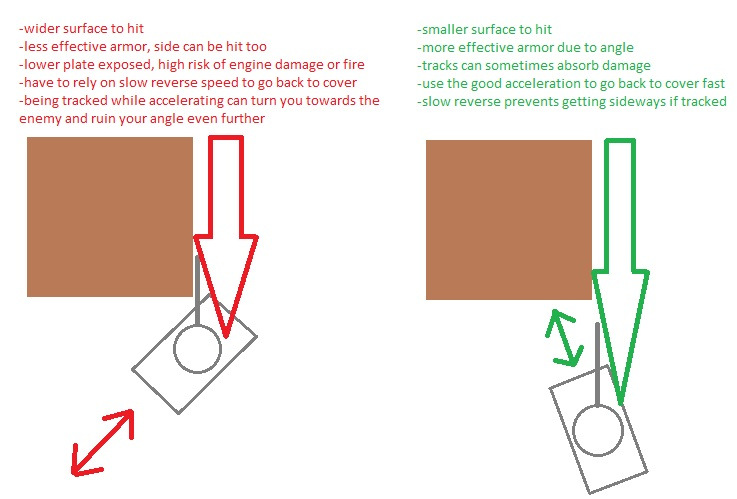 -wider surface to hit
-less effective armor, side can be hit too
-lower plate exposed, high risk of engine damage or fire
-have to rely on slow reverse speed to go back to cover
-being tracked while accelerating can turn you towards the
enemy and ruin your angle even further
-smaller surface to hit
-more effective armor due to angle
-tracks can sometimes absorb damage
-use the good acceleration to go back to cover fast
-slow reverse prevents getting sideways if tracked